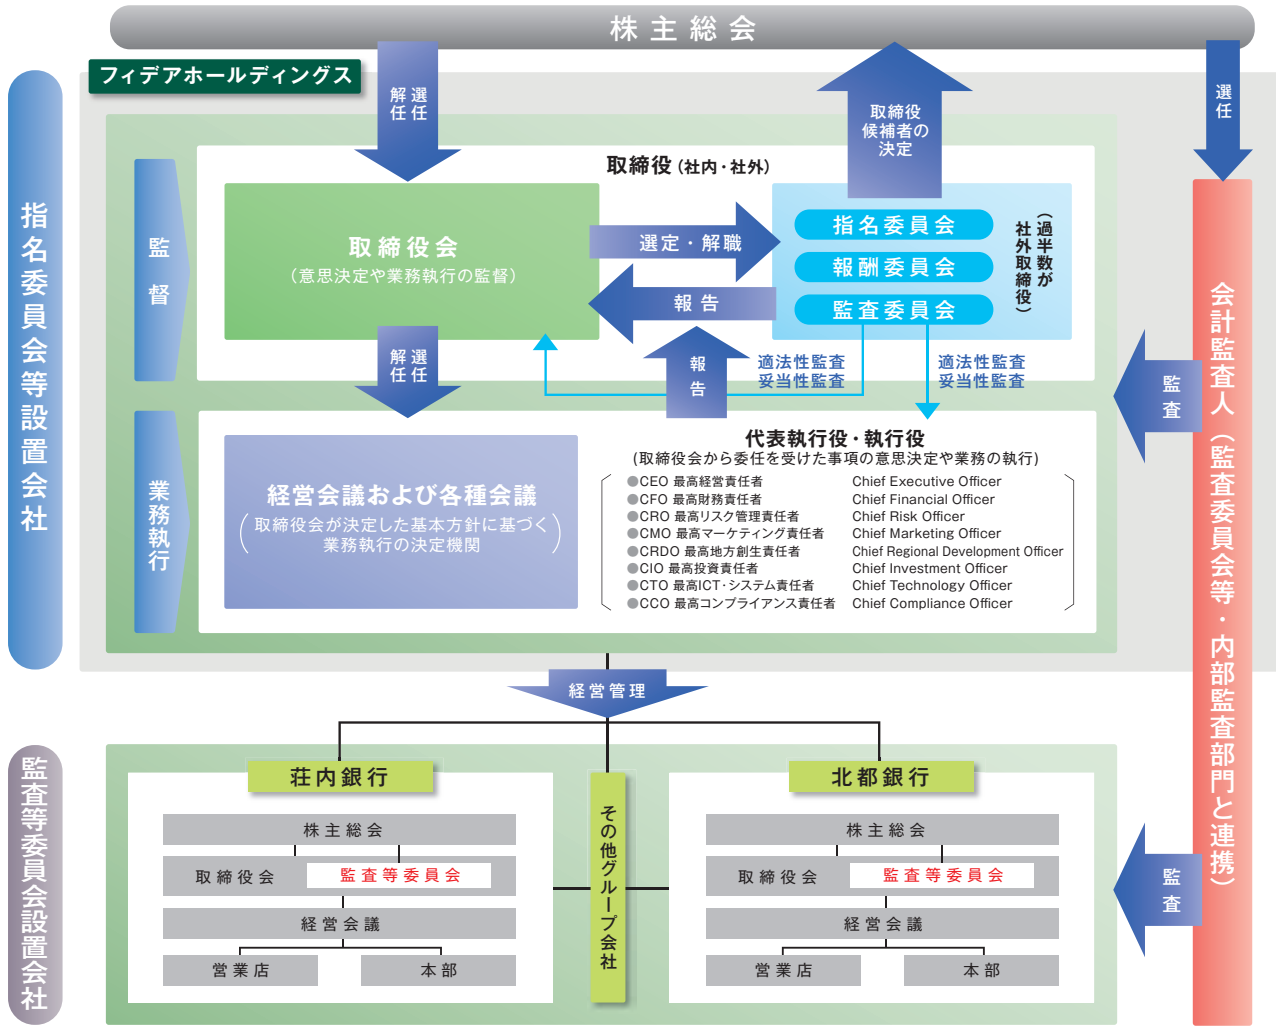 株主総会
フィデアホールディングス
選任
解任
取締役
候補者の
決定
選任
指名委員会等設置会社
監督
取締役（社内・社外）
取締役会
（意思決定や業務執行の監督）
選定・解職
報告
指名委員会
報酬委員会
監査委員会
（過半数が
社外取締役）
選任
解任
報告
適法性監査
妥当性監査
適法性監査
妥当性監査
監査
会計監査人（監査委員会等・内部監査部門と連携）
業務執行
経営会議および各種会議
（取締役会が決定した基本方針に基づく
業務執行の決定機関）
代表執行役・執行役
(取締役会から委任を受けた事項の意思決定や業務の執行)
●CEO 最高経営責任者 Chief Executive Officer
●CFO 最高財務責任者 Chief Financial Officer
●CRO 最高リスク管理責任者 Chief Risk Officer
●CMO 最高マーケティング責任者 Chief Marketing Officer
●CRDO 最高地方創生責任者 Chief Regional Development Officer
●CIO 最高投資責任者 Chief Investment Officer
●CTO 最高ICT・システム責任者 Chief Technology Officer
●CCO 最高コンプライアンス責任者 Chief Compliance Officer
経営管理
監査等委員会設置会社
荘内銀行
株主総会
取締役会
監査等委員会
経営会議
営業店
本部
その他グループ会社
北都銀行
株主総会
取締役会
監査等委員会
経営会議
営業店
本部
監査